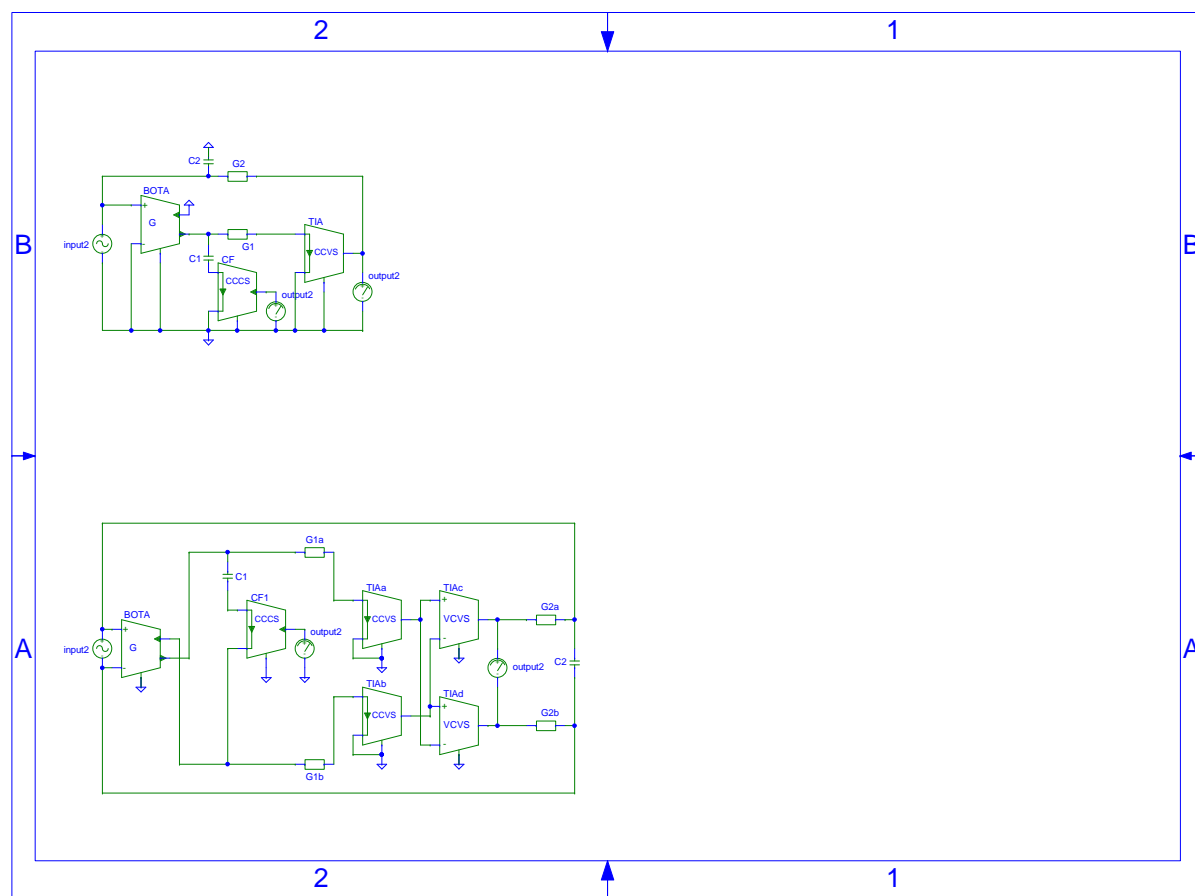 2 1
C2
G2
BOTA
+
G
-
input2
G1
C1
CF
CCCS
output2
TIA
CCVS
output2
B B
A A
G1a
C1
CF1
CCCS
output2
BOTA
+
G
-
input2
TIAa
CCVS
TIAb
CCVS
TIAc
+
VCVS
-
TIAd
+
VCVS
-
output2
G2a
C2
G2b
G1b
2 1